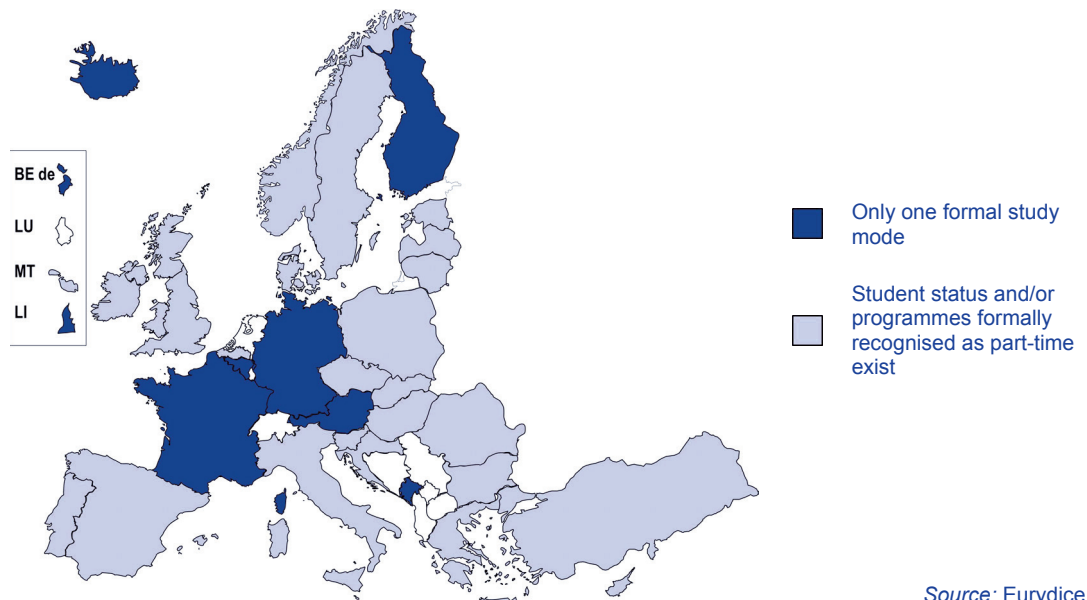 BE de
LU
MT
LI
Only one formal study
mode
Student status and/or
programmes formally
recognised as part-time
exist
Source: Eurydice